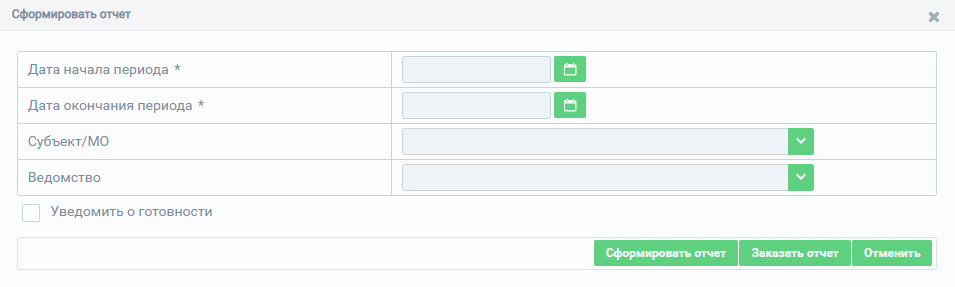 Сформировать отчет
Дата начала периода *
Дата окончания периода *
Субъект/МО
Ведомство
Уведомить о готовности
Сформировать отчет Заказать отчет Отменить